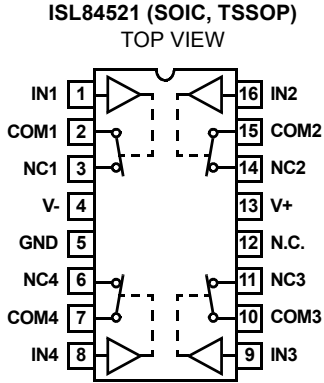 ISL84521 (SOIC, TSSOP)
TOP VIEW
IN1 1 16 IN2
COM1 2 15 COM2
NC1 3 14 NC2
V- 4 13 V+
GND 5 12 N.C.
NC4 6 11 NC3
COM4 7 10 COM3
IN4 8 9 IN3